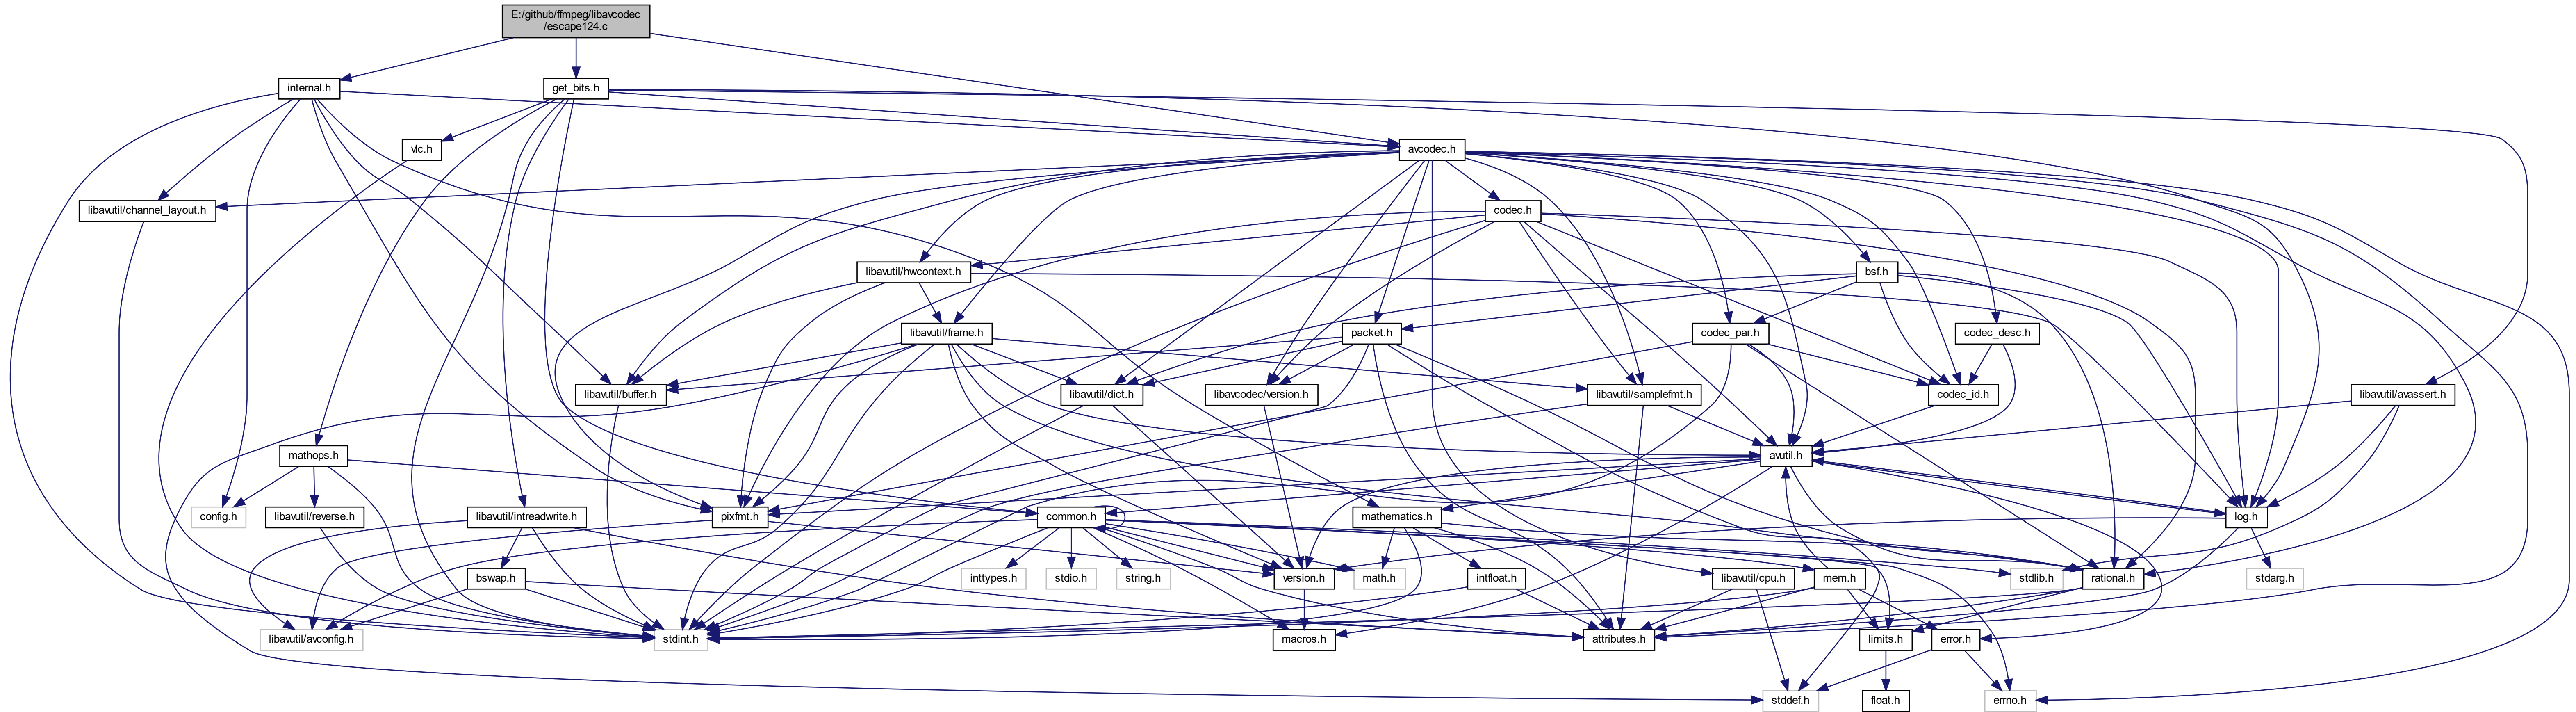 E:/github/ffmpeg/libavcodec
/escape124.c
internal.h
get_bits.h
vlc.h
avcodec.h
libavutil/channel_layout.h
codec.h
libavutil/hwcontext.h
bsf.h
libavutil/frame.h
packet.h
codec_par.h
codec_desc.h
libavutil/buffer.h
libavutil/dict.h
libavcodec/version.h
libavutil/samplefmt.h
codec_id.h
libavutil/avassert.h
mathops.h
avutil.h
config.h
libavutil/reverse.h
libavutil/intreadwrite.h
pixfmt.h
common.h
mathematics.h
log.h
bswap.h
inttypes.h
stdio.h
string.h
version.h
math.h
intfloat.h
libavutil/cpu.h
mem.h
stdlib.h
rational.h
stdarg.h
libavutil/avconfig.h
stdint.h
macros.h
attributes.h
limits.h
error.h
stddef.h
float.h
errno.h